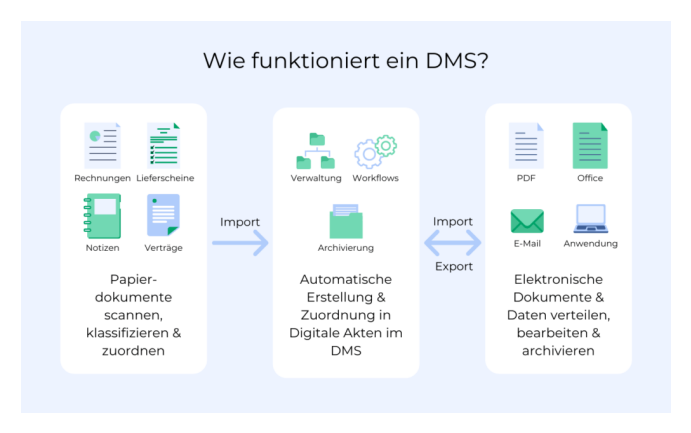 Wie funktioniert ein DMS?
Rechnungen
Lieferscheine
Notizen
Verträge
Papier-
dokumente
scannen,
klassifizieren &
zuordnen
Import
Verwaltung
Workflows
Archivierung
Automatische
Erstellung &
Zuordnung in
Digitale Akten im
DMS
Import
Export
PDF
Office
E-Mail
Anwendung
Elektronische
Dokumente &
Daten verteilen,
bearbeiten &
archivieren